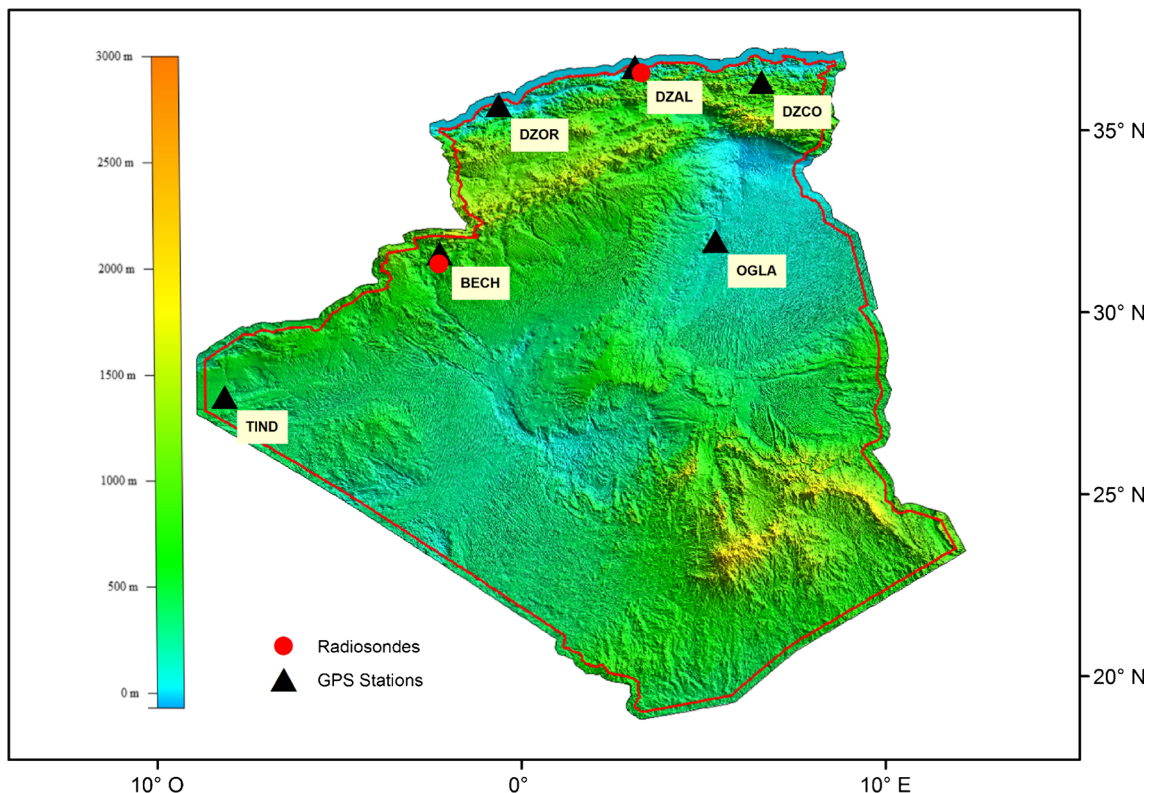 3000 m
2500 m
2000 m
1500 m
1000 m
500 m
0 m
DZAL
DZCO
DZOR
OGLA
BECH
TIND
Radiosondes
GPS Stations
35° N
30° N
25° N
20° N
10° O
0°
10° E